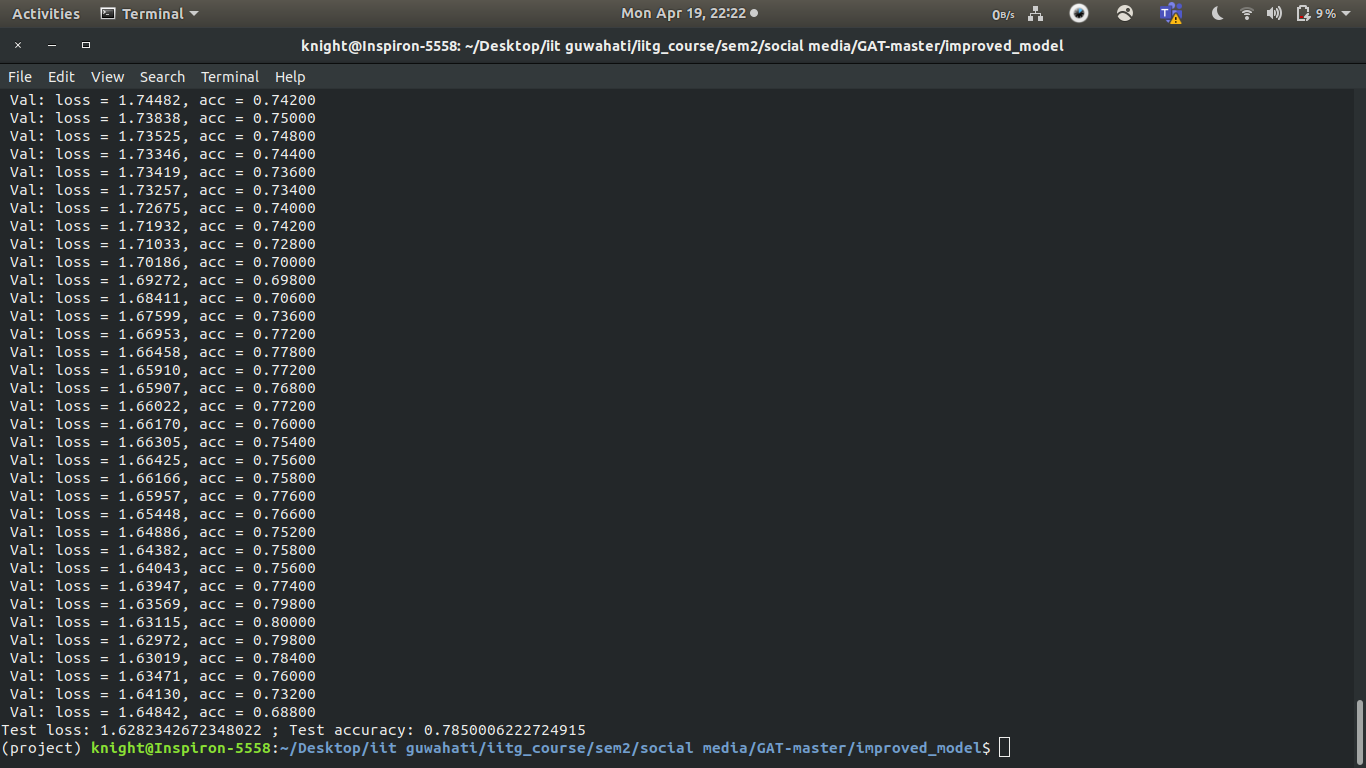 Activities Terminal Mon Apr 19, 22:22 0B/s 9%
knight@Inspiron-5558: ~/Desktop/iit guwahati/iitg_course/sem2/social media/GAT-master/improved_model
File Edit View Search Terminal Help
Val: loss = 1.74482, acc = 0.74200
Val: loss = 1.73838, acc = 0.75000
Val: loss = 1.73525, acc = 0.74800
Val: loss = 1.73346, acc = 0.74400
Val: loss = 1.73419, acc = 0.73600
Val: loss = 1.73257, acc = 0.73400
Val: loss = 1.72675, acc = 0.74000
Val: loss = 1.71932, acc = 0.74200
Val: loss = 1.71033, acc = 0.72800
Val: loss = 1.70186, acc = 0.70000
Val: loss = 1.69272, acc = 0.69800
Val: loss = 1.68411, acc = 0.70600
Val: loss = 1.67599, acc = 0.73600
Val: loss = 1.66953, acc = 0.77200
Val: loss = 1.66458, acc = 0.77800
Val: loss = 1.65910, acc = 0.77200
Val: loss = 1.65907, acc = 0.76800
Val: loss = 1.66022, acc = 0.77200
Val: loss = 1.66170, acc = 0.76000
Val: loss = 1.66305, acc = 0.75400
Val: loss = 1.66425, acc = 0.75600
Val: loss = 1.66166, acc = 0.75800
Val: loss = 1.65957, acc = 0.77600
Val: loss = 1.65448, acc = 0.76600
Val: loss = 1.64886, acc = 0.75200
Val: loss = 1.64382, acc = 0.75800
Val: loss = 1.64043, acc = 0.75600
Val: loss = 1.63947, acc = 0.77400
Val: loss = 1.63569, acc = 0.79800
Val: loss = 1.63115, acc = 0.80000
Val: loss = 1.62972, acc = 0.79800
Val: loss = 1.63019, acc = 0.78400
Val: loss = 1.63471, acc = 0.76000
Val: loss = 1.64130, acc = 0.73200
Val: loss = 1.64842, acc = 0.68800
Test loss: 1.6282342672348022 ; Test accuracy: 0.7850006222724915
(project) knight@Inspiron-5558:~/Desktop/iit guwahati/iitg_course/sem2/social media/GAT-master/improved_model$